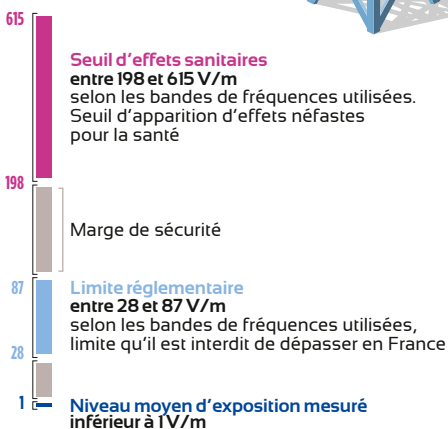 615
Seuil d'effets sanitaires
entre 198 et 615 V/m
selon les bandes de fréquences utilisées.
Seuil d'apparition d'effets néfastes
pour la santé
198
Marge de sécurité
87
Limite réglementaire
entre 28 et 87 V/m
selon les bandes de fréquences utilisées,
limite qu'il est interdit de dépasser en France
28
1
Niveau moyen d'exposition mesuré
inférieur à 1 V/m